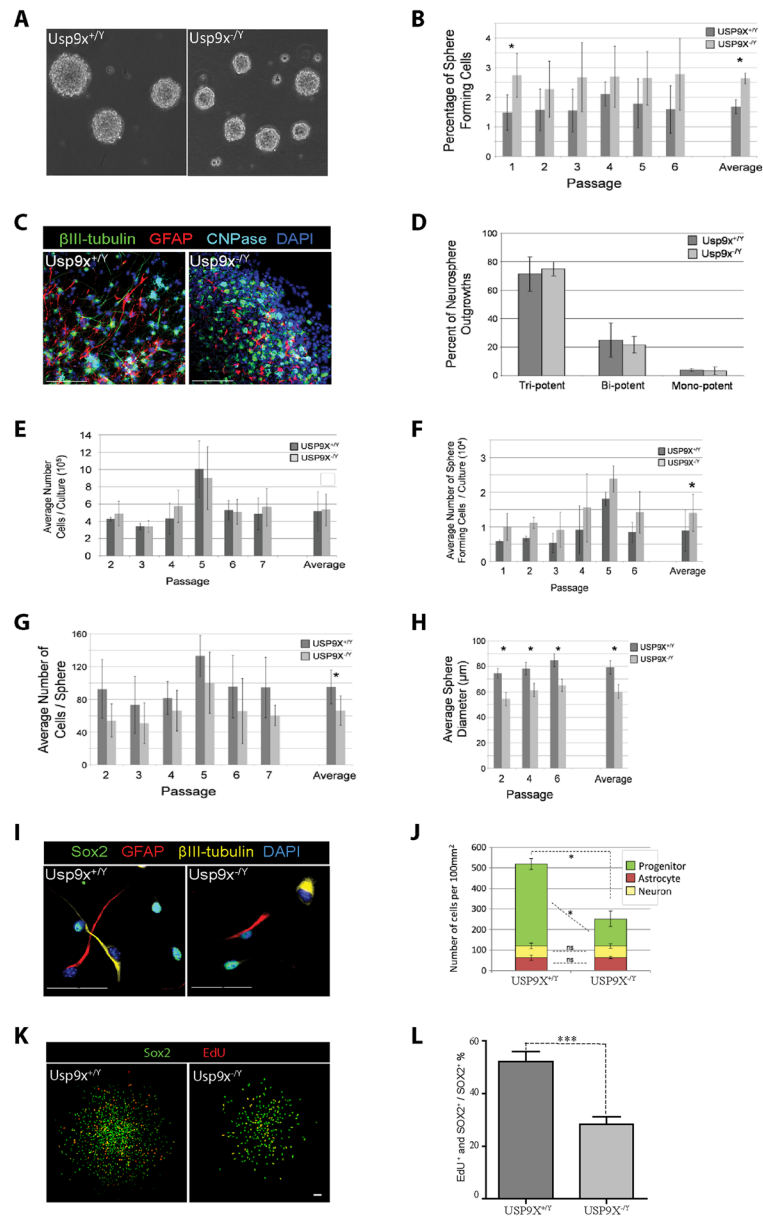 A
Usp9x+/Y
Usp9x-/Y
B
Percentage of Sphere
Forming Cells
4
3
2
1
0
USP9X+/Y
USP9X-/Y
*
*
1 2 3 4 5 6 Average
Passage
C
βIII-tubulin GFAP CNPase DAPI
Usp9x+/Y
Usp9x-/Y
D
Percent of Neurosphere
Outgrowths
100
80
60
40
20
0
Usp9x+/Y
Usp9x-/Y
Tri-potent Bi-potent Mono-potent
E
Average Number
Cells / Culture (10⁵)
14
12
10
8
6
4
2
0
USP9X+/Y
USP9X-/Y
2 3 4 5 6 7 Average
Passage
F
Average Number of Sphere
Forming Cells / Culture (10⁴)
3
2
1
0
USP9X+/Y
USP9X-/Y
*
1 2 3 4 5 6 Average
Passage
G
Average Number of
Cells / Sphere
160
120
80
40
0
USP9X+/Y
USP9X-/Y
*
2 3 4 5 6 7 Average
Passage
H
Average Sphere
Diameter (µm)
100
80
60
40
20
0
USP9X+/Y
USP9X-/Y
* * * *
2 4 6 Average
Passage
I
Sox2 GFAP βIII-tubulin DAPI
Usp9x+/Y
Usp9x-/Y
J
Number of cells per 100mm²
600
500
400
300
200
100
0
Progenitor
Astrocyte
Neuron
*
*
ns
ns
USP9X+/Y USP9X-/Y
K
Sox2 EdU
Usp9x+/Y
Usp9x-/Y
L
EdU⁺ and SOX2⁺ / SOX2⁺ %
60
40
20
0
***
USP9X+/Y USP9X-/Y